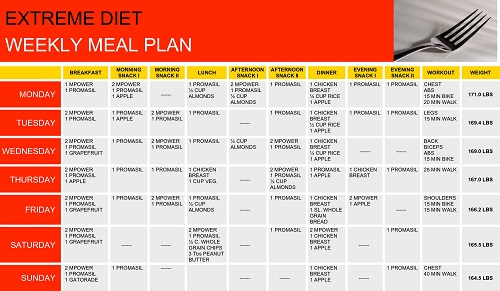 EXTREME DIET
WEEKLY MEAL PLAN
BREAKFAST MORNING SNACK I MORNING SNACK II LUNCH AFTERNOON SNACK I AFTERNOON SNACK II DINNER EVENING SNACK I EVENING SNACK II WORKOUT WEIGHT
MONDAY
1 MPOWER
1 PROMASIL
2 MPOWER
1 PROMASIL
1 APPLE
------
1 PROMASIL
½ CUP
ALMONDS
2 MPOWER
1 PROMASIL
½ CUP
ALMONDS
1 PROMASIL
1 CHICKEN
BREAST
½ CUP RICE
1 APPLE
1 PROMASIL
1 PROMASIL
CHEST
ABS
15 MIN BIKE
20 MIN WALK
171.0 LBS
TUESDAY
2 MPOWER
1 PROMASIL
1 PROMASIL
1 APPLE
2 MPOWER
1 PROMASIL
1 PROMASIL
½ CUP
ALMONDS
------
1 PROMASIL
1 CHICKEN
BREAST
½ CUP RICE
1 APPLE
1 PROMASIL
1 PROMASIL
LEGS
15 MIN WALK
169.4 LBS
WEDNESDAY
2 MPOWER
1 PROMASIL
1 GRAPEFRUIT
1 PROMASIL
2 MPOWER
1 PROMASIL
1 PROMASIL
½ CUP
ALMONDS
2 MPOWER
1 PROMASIL
1 CHICKEN
BREAST
½ CUP RICE
1 APPLE
------
------
BACK
BICEPS
ABS
15 MIN BIKE
169.0 LBS
THURSDAY
2 MPOWER
1 PROMASIL
1 APPLE
1 PROMASIL
1 PROMASIL
1 CHICKEN
BREAST
1 CUP VEG.
------
2 MPOWER
1 PROMASIL
½ CUP
ALMONDS
1 PROMASIL
1 APPLE
1 CHICKEN
BREAST
1 PROMASIL
25 MIN WALK
167.0 LBS
FRIDAY
2 MPOWER
1 PROMASIL
1 GRAPEFRUIT
1 PROMASIL
2 MPOWER
1 PROMASIL
1 PROMASIL
½ CUP
ALMONDS
------
1 PROMASIL
1 CHICKEN
BREAST
1 SL. WHOLE
GRAIN
BREAD
2 MPOWER
1 APPLE
------
SHOULDERS
15 MIN BIKE
15 MIN WALK
166.2 LBS
SATURDAY
2 MPOWER
1 PROMASIL
1 GRAPEFRUIT
------
------
2 MPOWER
1 PROMASIL
½ C. WHOLE
GRAIN CHIPS
3 Tbs PEANUT
BUTTER
------
1 PROMASIL
2 MPOWER
1 CHICKEN
BREAST
1 APPLE
------
1 PROMASIL
165.5 LBS
SUNDAY
2 MPOWER
1 PROMASIL
1 GATORADE
1 PROMASIL
------
------
------
1 CHICKEN
BREAST
1 APPLE
------
1 PROMASIL
CHEST
40 MIN WALK
164.5 LBS